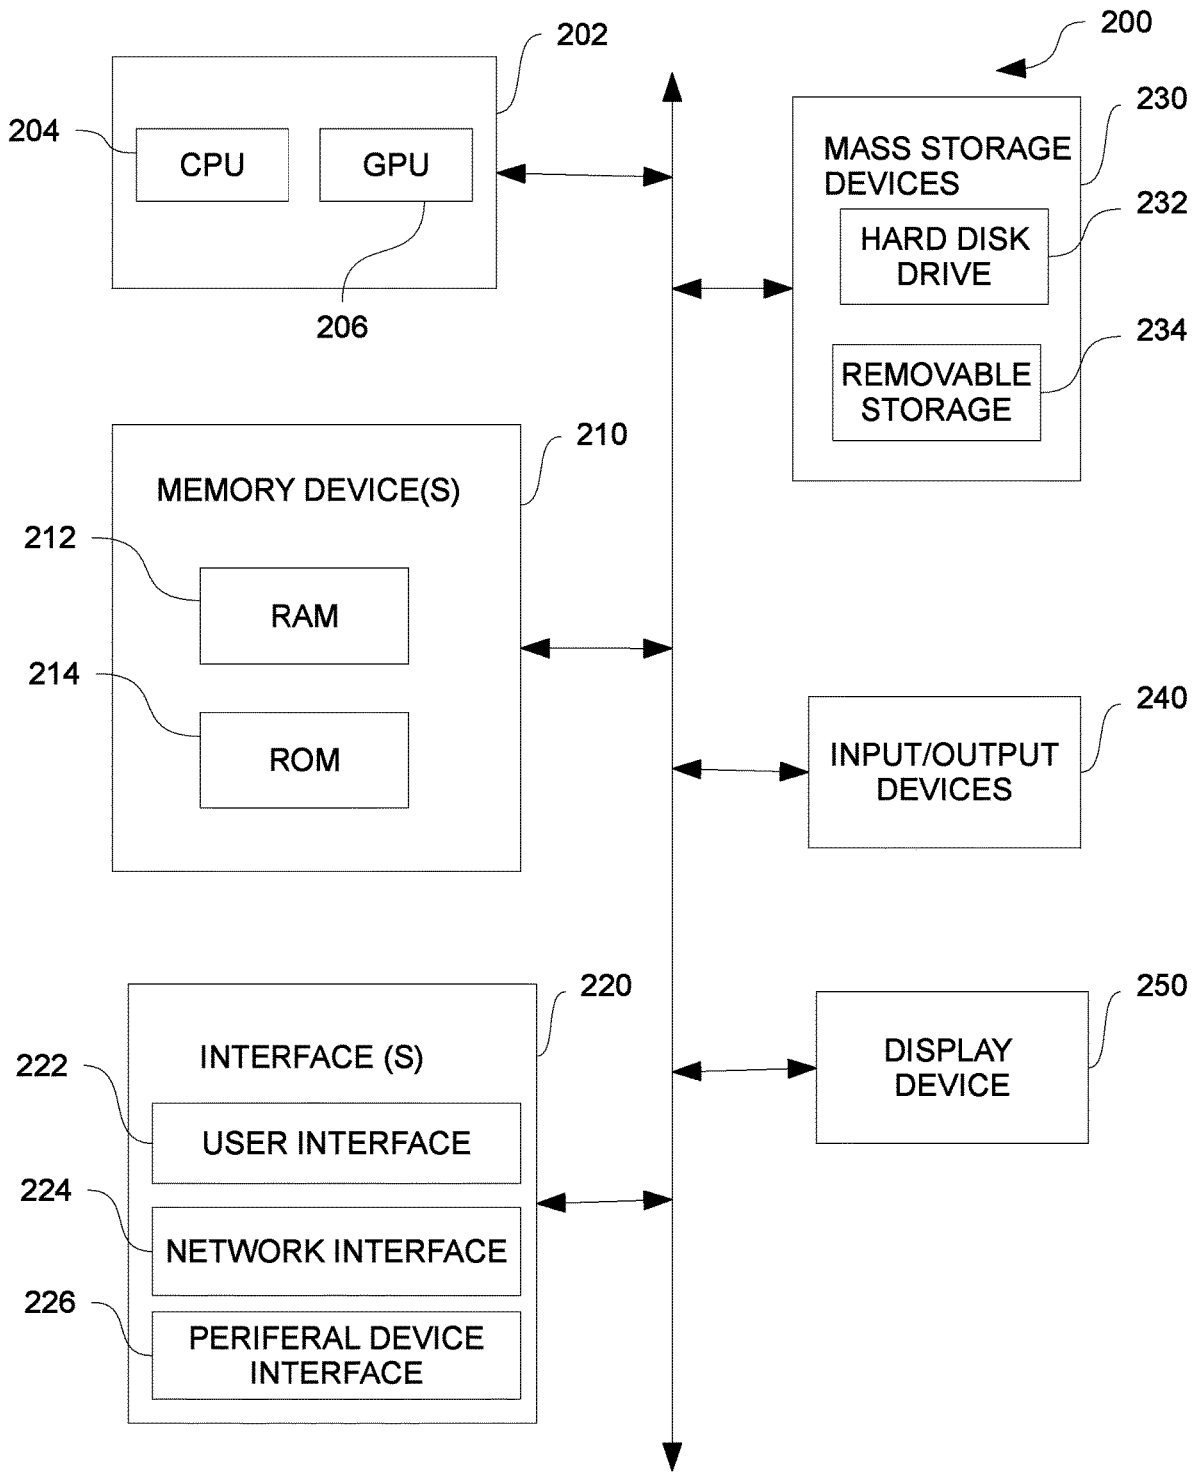 200
202
204
CPU
GPU
206
230
MASS STORAGE
DEVICES
232
HARD DISK
DRIVE
234
REMOVABLE
STORAGE
210
MEMORY DEVICE(S)
212
RAM
214
ROM
240
INPUT/OUTPUT
DEVICES
220
INTERFACE (S)
222
USER INTERFACE
224
NETWORK INTERFACE
226
PERIFERAL DEVICE
INTERFACE
250
DISPLAY
DEVICE